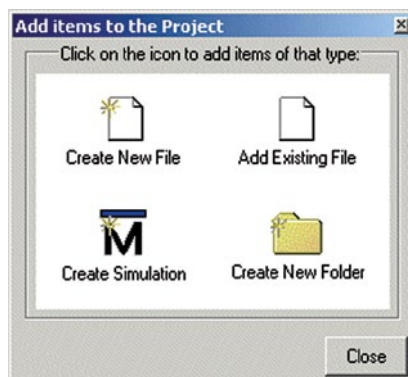 Add items to the Project
Click on the icon to add items of that type:
Create New File
Add Existing File
M
Create Simulation
Create New Folder
Close